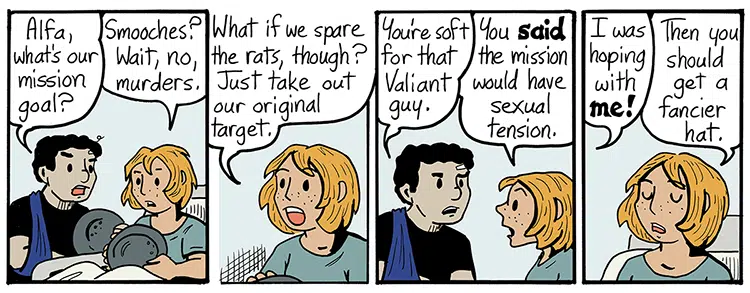 Alfa,
what's our
mission
goal?
Smooches?
Wait, no,
murders.
What if we spare
the rats, though?
Just take out
our original
target.
You're soft
for that
Valiant
guy.
You said
the mission
would have
sexual
tension.
I was
hoping
with
me!
Then you
should
get a
fancier
hat.